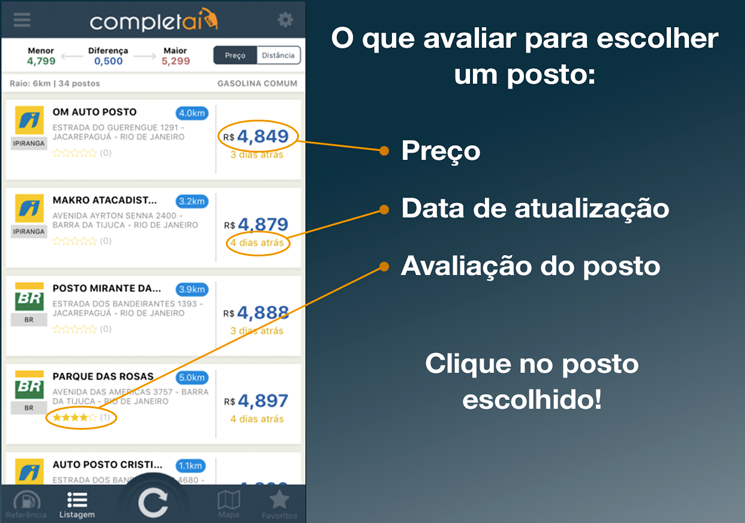 completaí
Menor Diferença Maior
4,799 0,500 5,299
Preço Distância
Raio: 6km | 34 postos GASOLINA COMUM
OM AUTO POSTO 4.0km
ESTRADA DO GUERENGUE 1291 -
JACAREPAGUÁ - RIO DE JANEIRO
IPIRANGA
(0)
R$ 4,849
3 dias atrás
MAKRO ATACADIST... 3.2km
AVENIDA AYRTON SENNA 2400 -
BARRA DA TIJUCA - RIO DE JANEIRO
IPIRANGA
(0)
R$ 4,879
4 dias atrás
POSTO MIRANTE DA... 3.9km
ESTRADA DOS BANDEIRANTES 1393 -
JACAREPAGUÁ - RIO DE JANEIRO
BR
BR
(0)
R$ 4,888
3 dias atrás
PARQUE DAS ROSAS 5.0km
AVENIDA DAS AMERICAS 3757 - BARRA
DA TIJUCA - RIO DE JANEIRO
BR
BR
(1)
R$ 4,897
4 dias atrás
AUTO POSTO CRISTI... 1.1km
ESTRADA DOS 4680 -
Referência Listagem Mapa Favoritos
O que avaliar para escolher
um posto:
Preço
Data de atualização
Avaliação do posto
Clique no posto
escolhido!